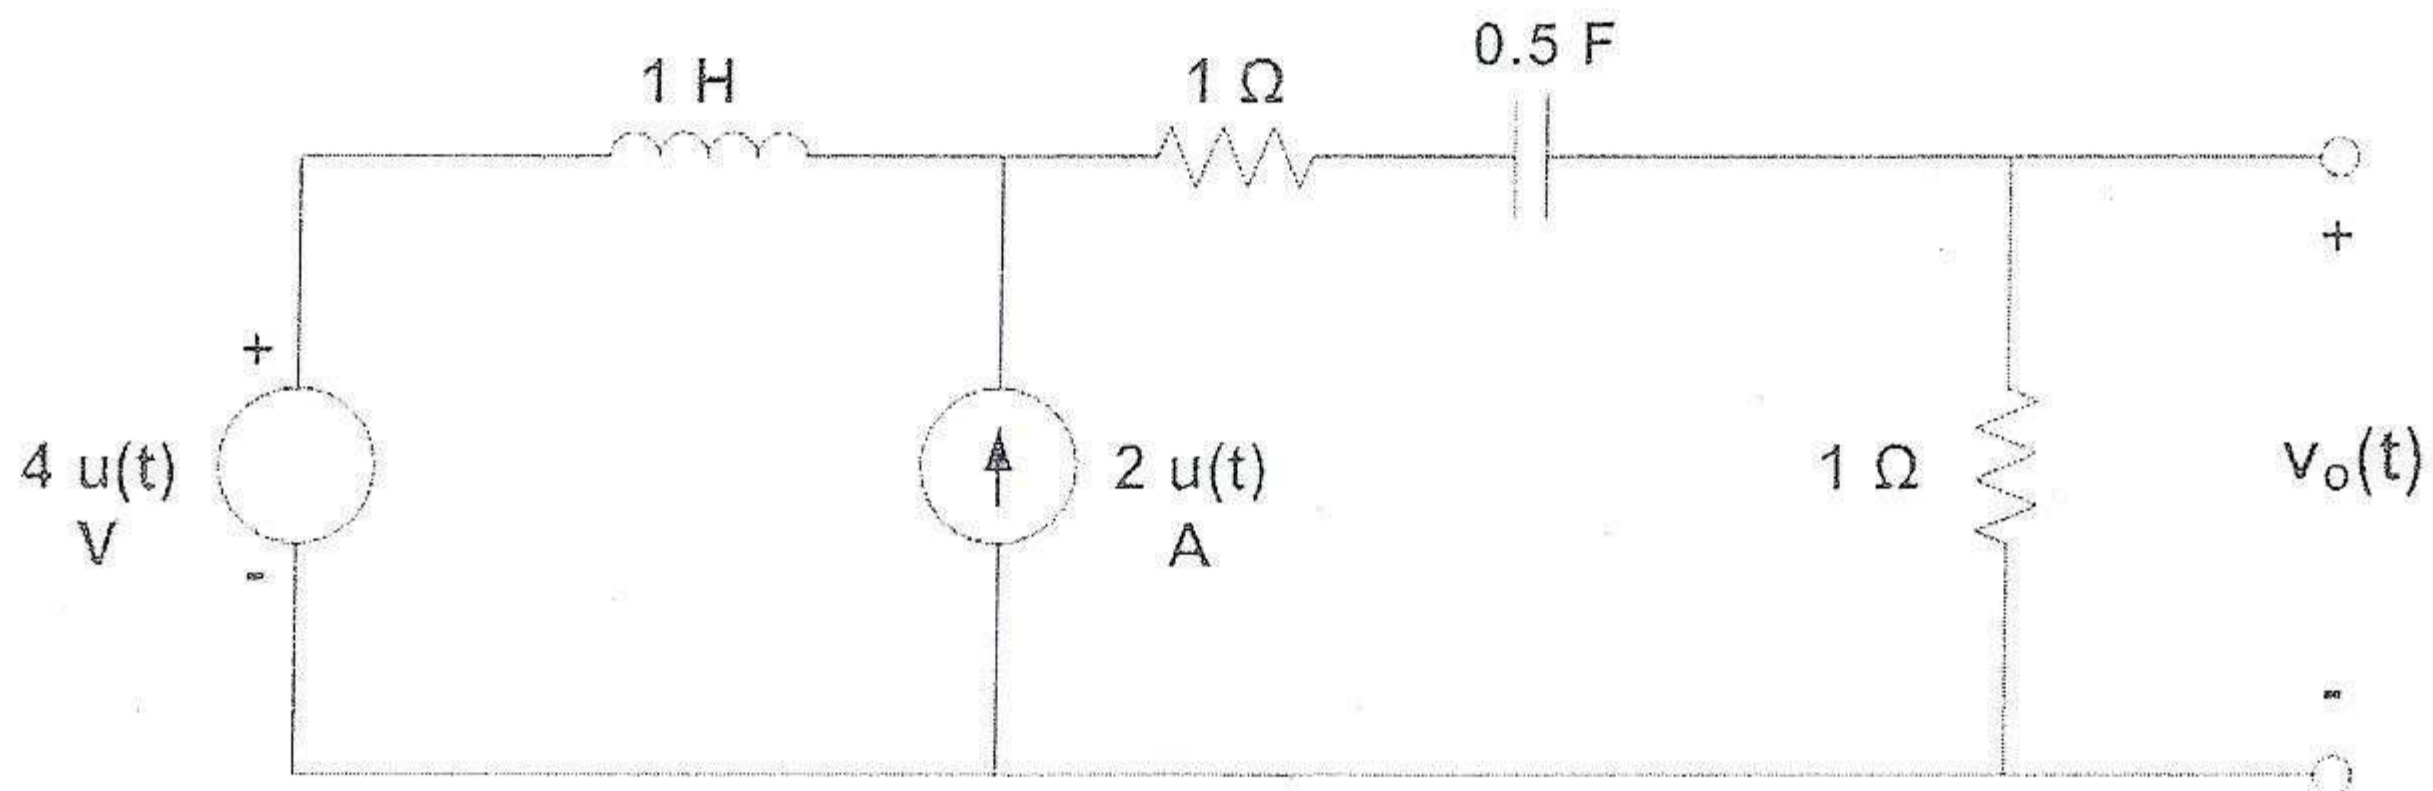 0.5 F
1 H
1 Ω
+
+
4 u(t)
V
-
2 u(t)
A
1 Ω
vₒ(t)
-